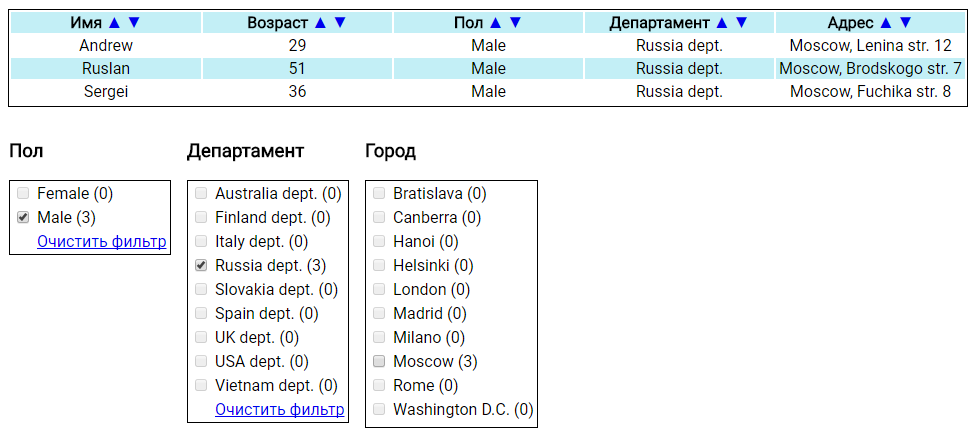 Имя ▲ ▼ Возраст ▲ ▼ Пол ▲ ▼ Департамент ▲ ▼ Адрес ▲ ▼
Andrew 29 Male Russia dept. Moscow, Lenina str. 12
Ruslan 51 Male Russia dept. Moscow, Brodskogo str. 7
Sergei 36 Male Russia dept. Moscow, Fuchika str. 8
Пол
Female (0)
Male (3)
Очистить фильтр
Департамент
Australia dept. (0)
Finland dept. (0)
Italy dept. (0)
Russia dept. (3)
Slovakia dept. (0)
Spain dept. (0)
UK dept. (0)
USA dept. (0)
Vietnam dept. (0)
Очистить фильтр
Город
Bratislava (0)
Canberra (0)
Hanoi (0)
Helsinki (0)
London (0)
Madrid (0)
Milano (0)
Moscow (3)
Rome (0)
Washington D.C. (0)